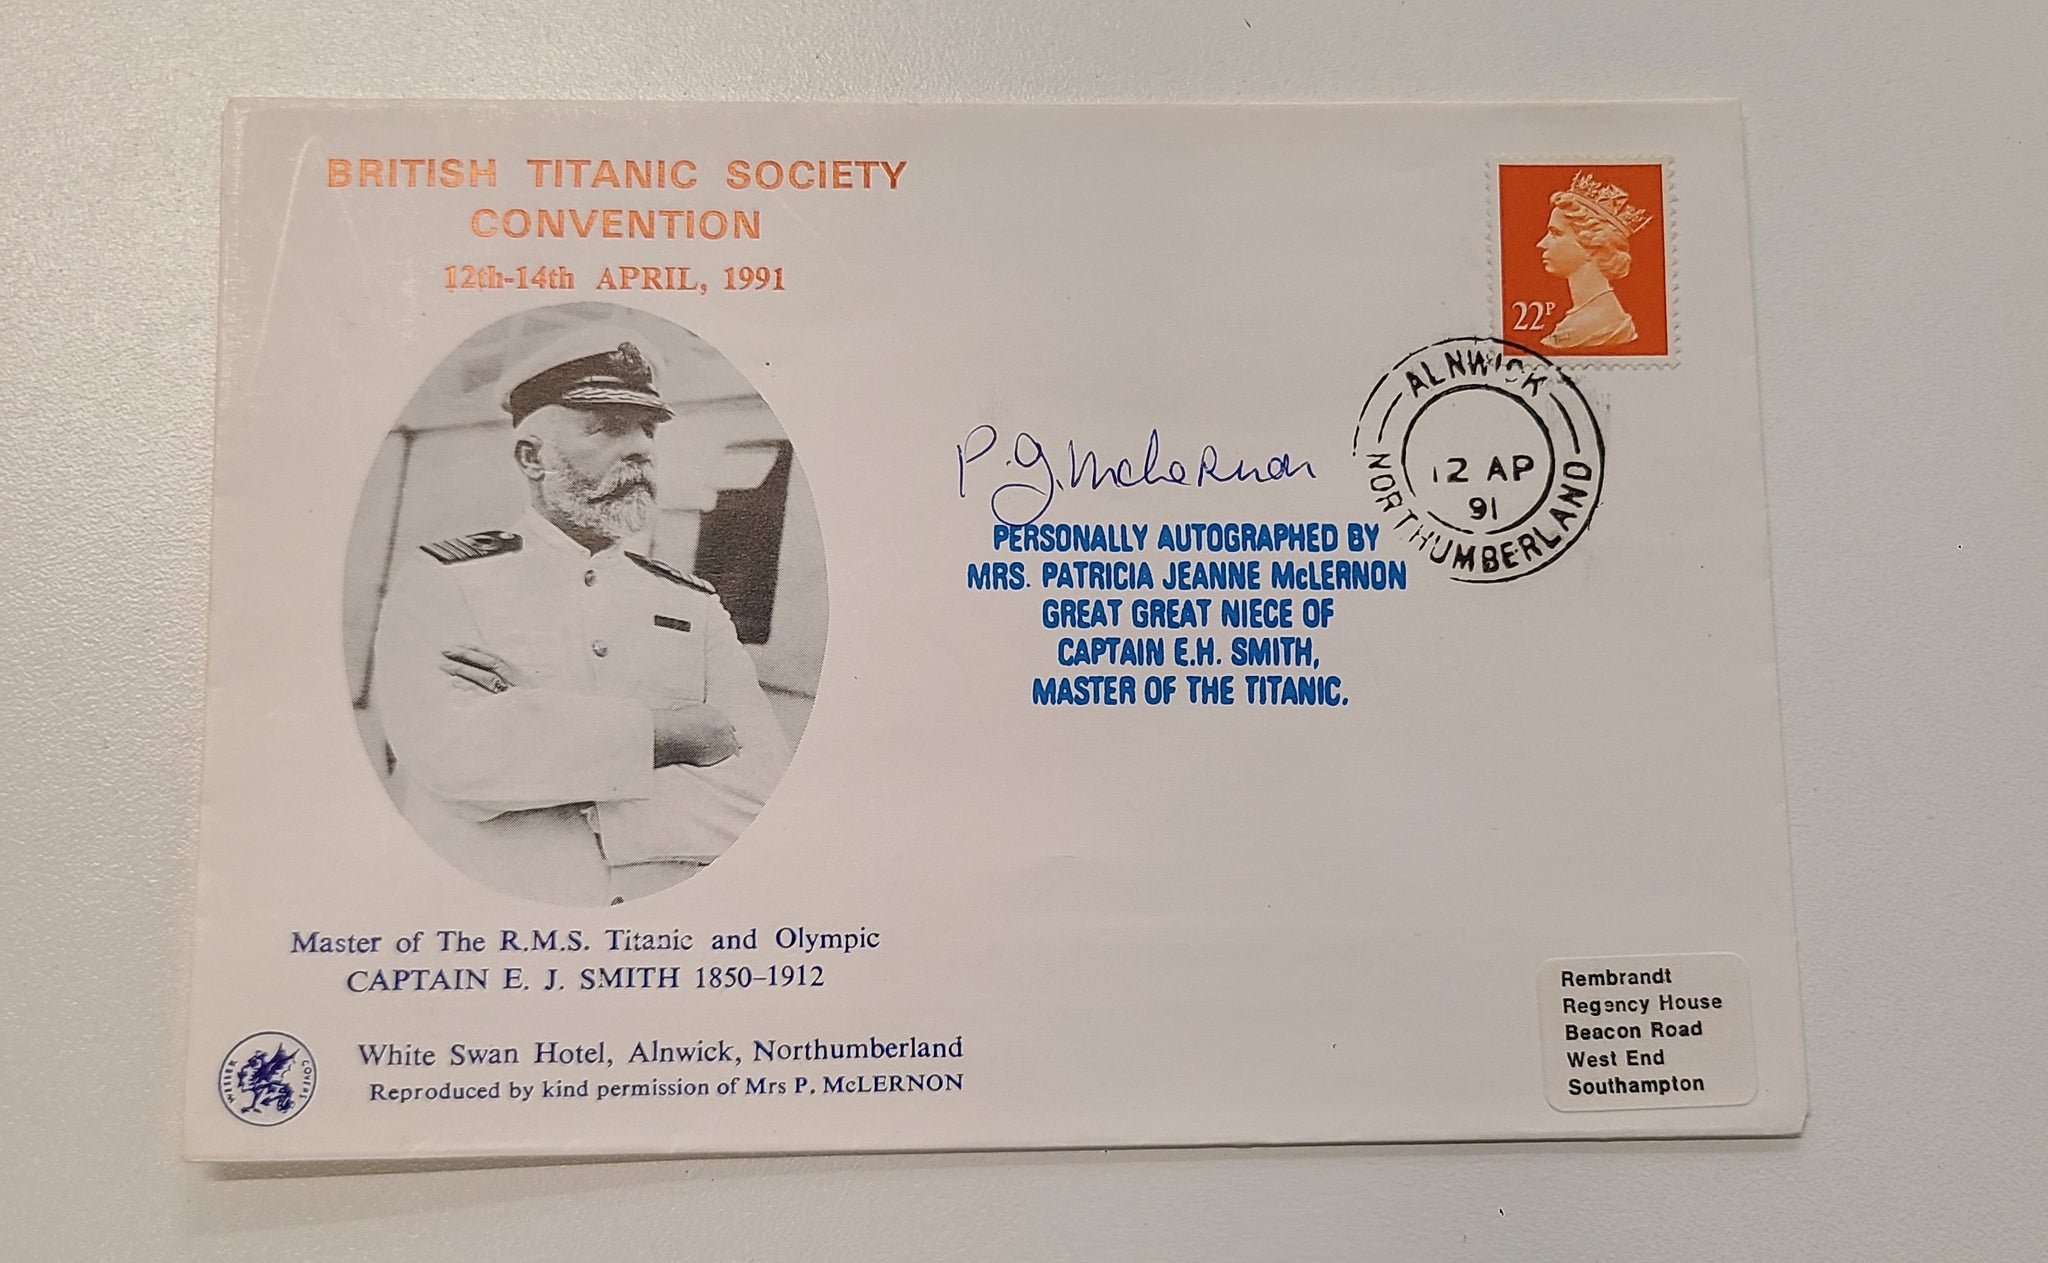 BRITISH TITANIC SOCIETY
CONVENTION
12th-14th APRIL, 1991
22P
ALNWICK
12 AP
91
NORTHUMBERLAND
P.J. McLernon
PERSONALLY AUTOGRAPHED BY
MRS. PATRICIA JEANNE McLERNON
GREAT GREAT NIECE OF
CAPTAIN E.H. SMITH,
MASTER OF THE TITANIC.
Master of The R.M.S. Titanic and Olympic
CAPTAIN E. J. SMITH 1850–1912
White Swan Hotel, Alnwick, Northumberland
Reproduced by kind permission of Mrs P. McLERNON
COVERS
Rembrandt
Regency House
Beacon Road
West End
Southampton